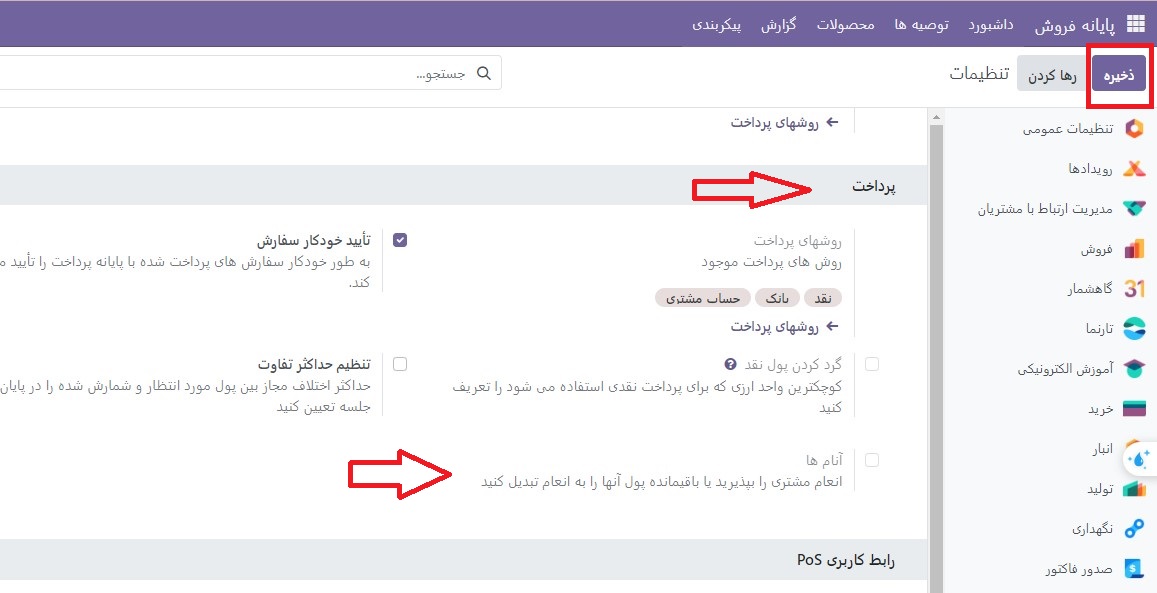 پایانه فروش داشبورد توصیه ها محصولات گزارش پیکربندی
ذخیره رها کردن تنظیمات جستجو...
تنظیمات عمومی
رویدادها
مدیریت ارتباط با مشتریان
فروش
گاهشمار
31
تارنما
آموزش الکترونیکی
خرید
انبار
تولید
نگهداری
صدور فاکتور
روشهای پرداخت
پرداخت
روشهای پرداخت
روش های پرداخت موجود
نقد بانک حساب مشتری
روشهای پرداخت
تأیید خودکار سفارش
به طور خودکار سفارش های پرداخت شده با پایانه پرداخت را تأیید
کند.
گرد کردن پول نقد ?
کوچکترین واحد ارزی که برای پرداخت نقدی استفاده می شود را تعریف
کنید
تنظیم حداکثر تفاوت
حداکثر اختلاف مجاز بین پول مورد انتظار و شمارش شده را در پایان
جلسه تعیین کنید
آنام ها
انعام مشتری را بپذیرید یا باقیمانده پول آنها را به انعام تبدیل کنید
رابط کاربری PoS